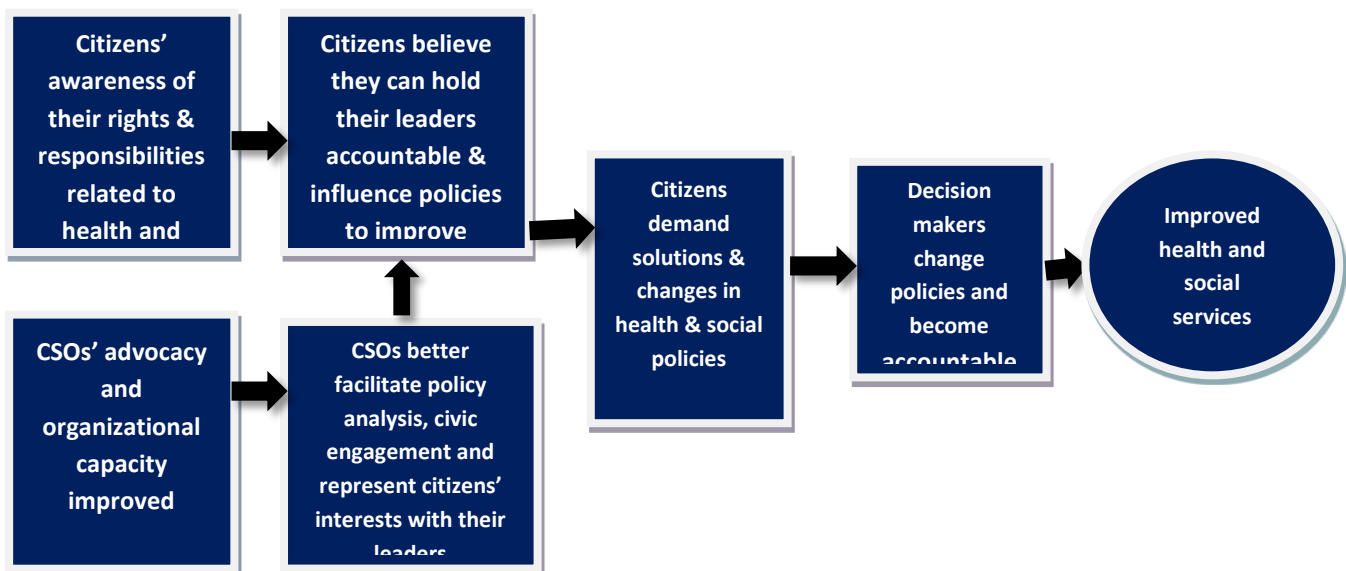 Citizens’
awareness of
their rights &
responsibilities
related to
health and
Citizens believe
they can hold
their leaders
accountable &
influence policies
to improve
CSOs’ advocacy
and
organizational
capacity
improved
CSOs better
facilitate policy
analysis, civic
engagement and
represent citizens’
interests with their
leaders
Citizens
demand
solutions &
changes in
health & social
policies
Decision
makers
change
policies and
become
accountable
Improved
health and
social
services